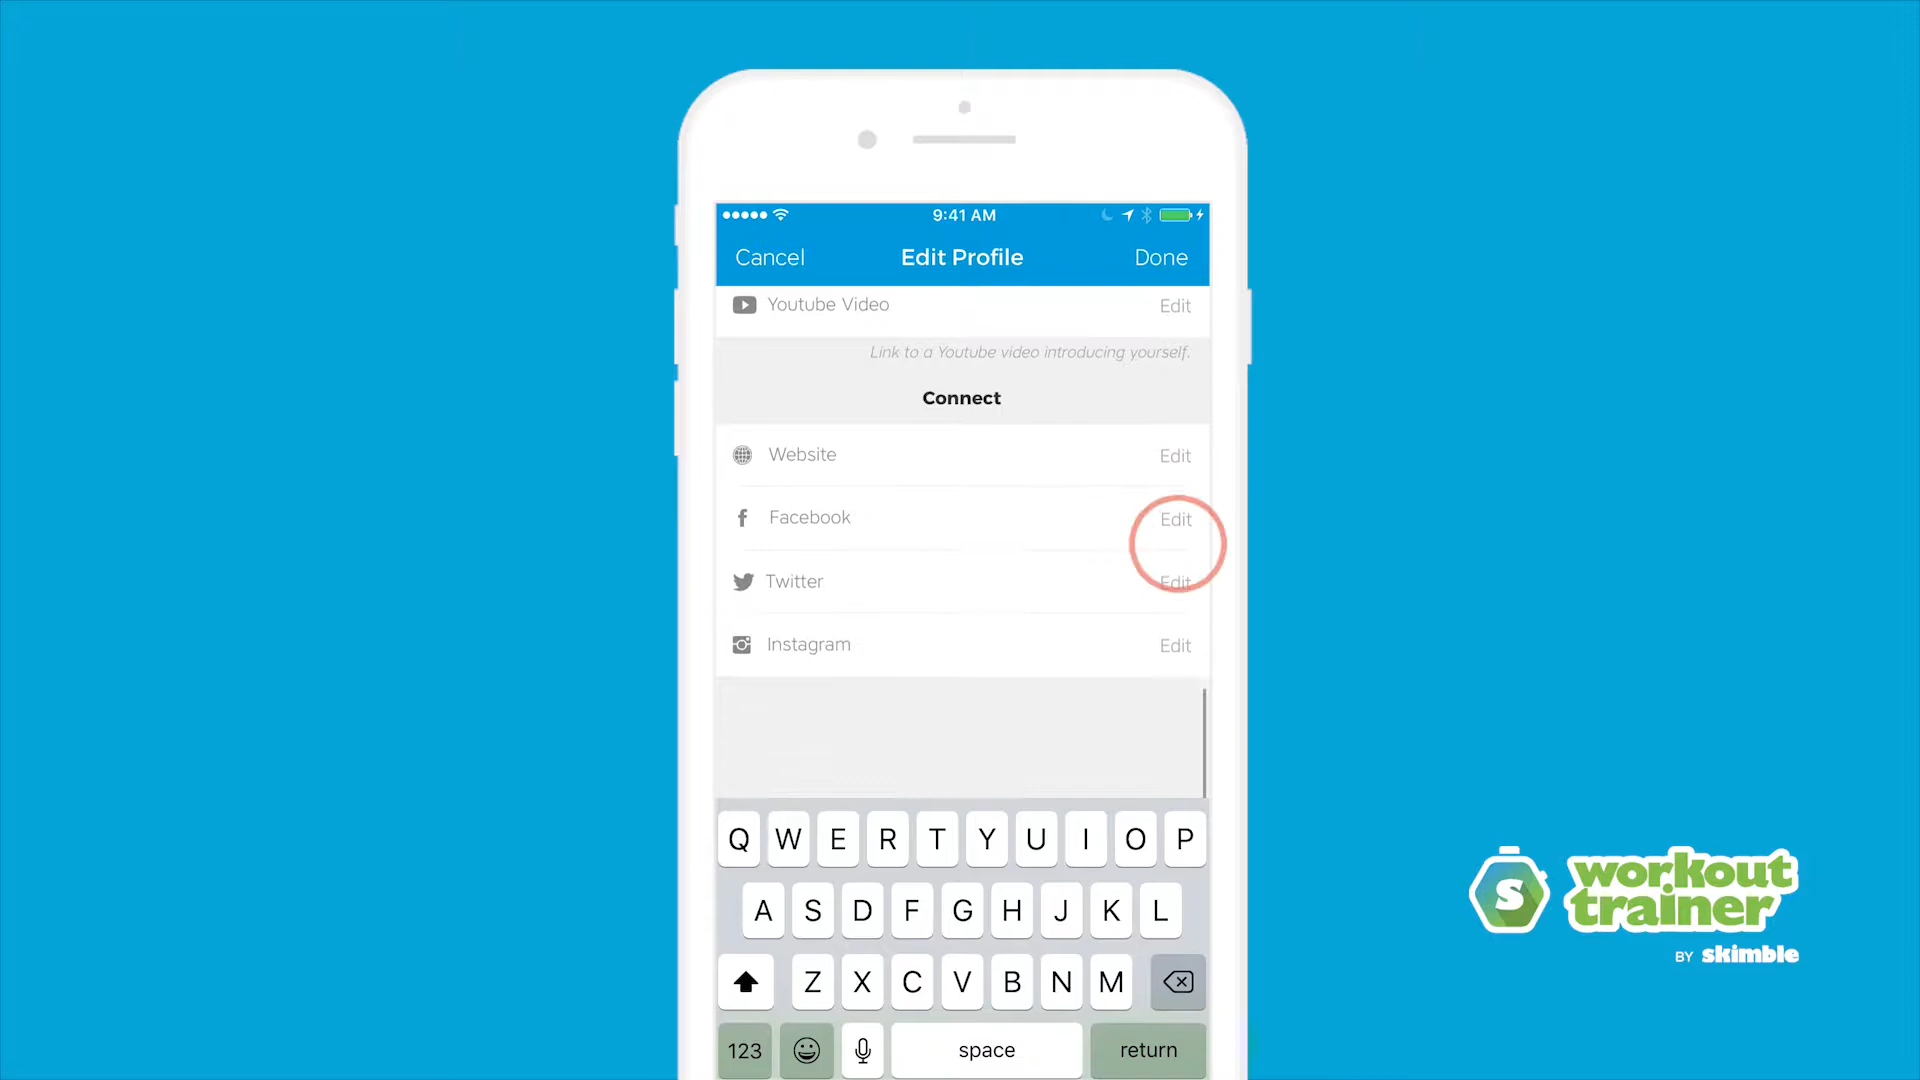 9:41 AM
Cancel Edit Profile Done
Youtube Video Edit
Link to a Youtube video introducing yourself.
Connect
Website Edit
Facebook Edit
Twitter Edit
Instagram Edit
Q W E R T Y U I O P
A S D F G H J K L
Z X C V B N M
123 space return
S
workout
trainer
BY skimble